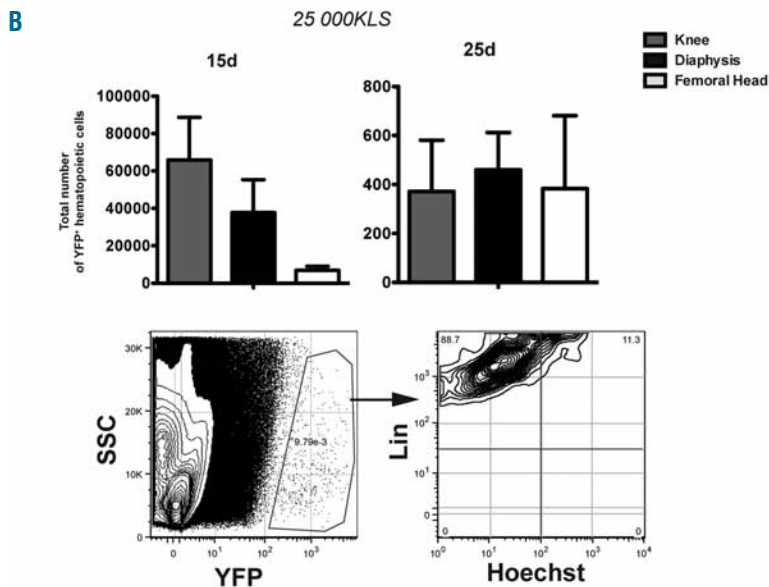 B
25 000KLS
15d
25d
Knee
Diaphysis
Femoral Head
Total number
of YFP⁺ hematopoietic cells
100000
80000
60000
40000
20000
0
800
600
400
200
0
SSC
30K
20K
10K
0
9.79e-3
0
10²
10³
YFP
Lin
10³
10²
10¹
0
88.7
11.3
0
0
10⁰
10¹
10²
10³
10⁴
Hoechst